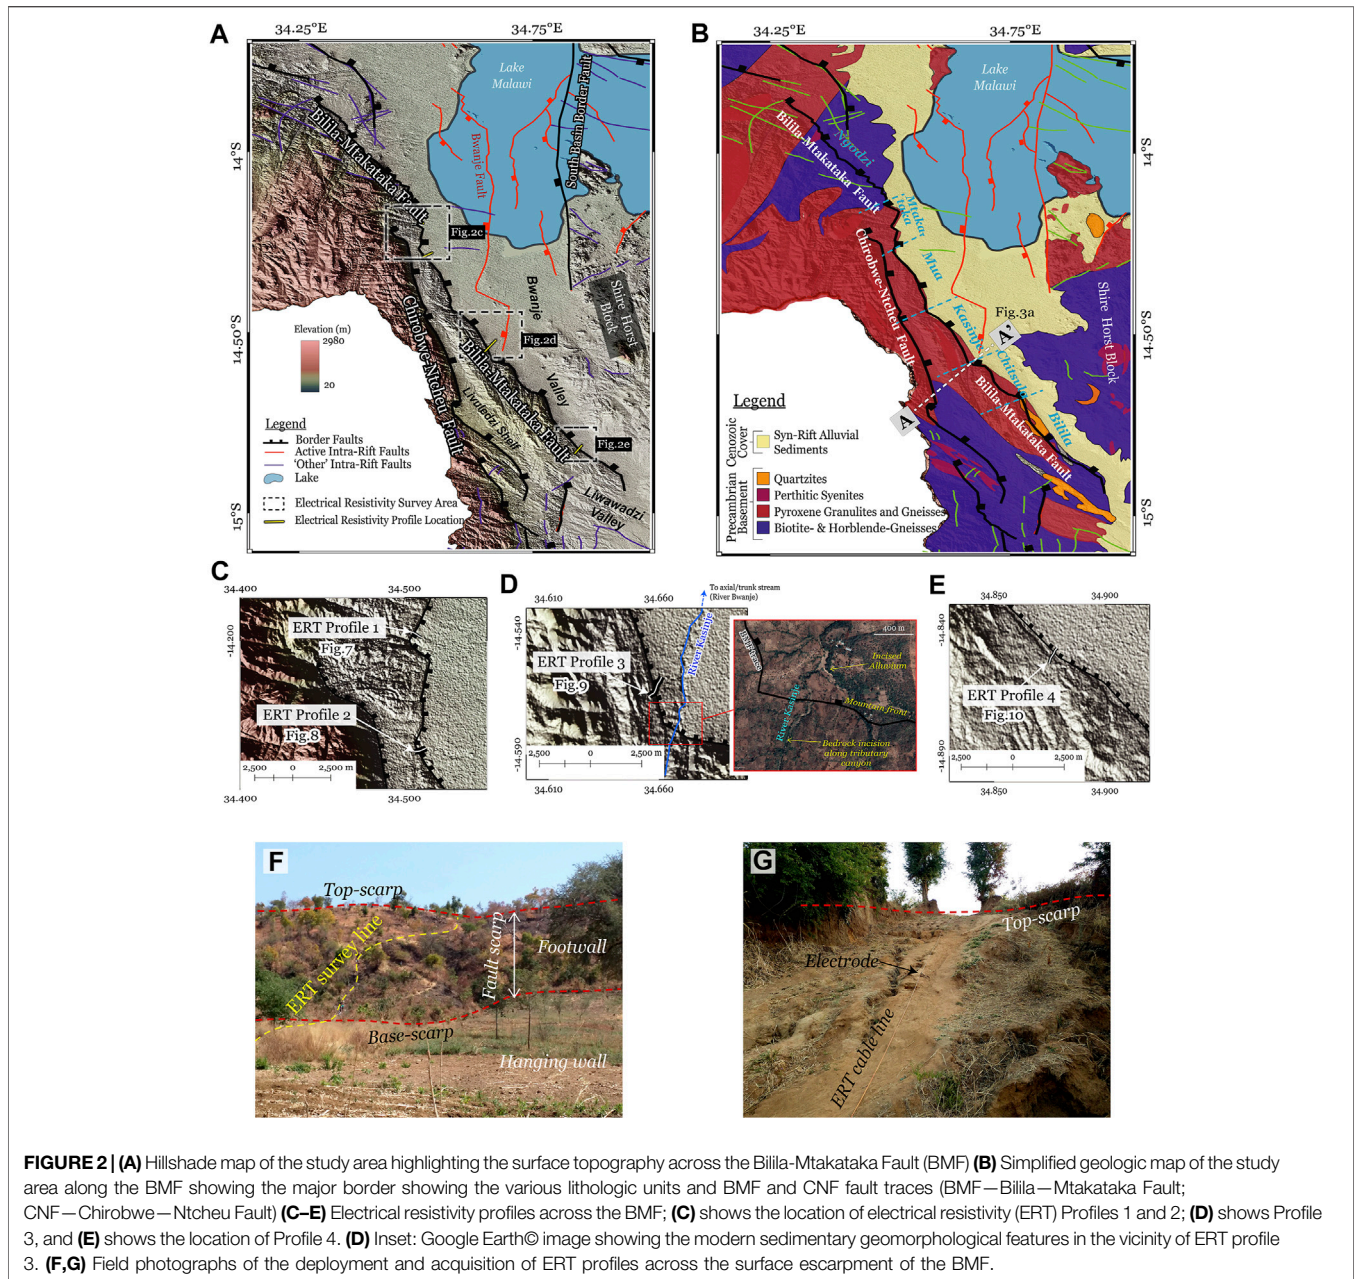 A
34.25°E
34.75°E
Lake
Malawi
South Basin Border Fault
Bwanje Fault
Bilila-Mtakataka Fault
14°S
Fig.2c
Bwanje
Shire Horst
Block
Elevation (m)
2980
20
Chirobwe-Ntcheu Fault
Fig.2d
14.50°S
Bilila-Mtakataka Fault
Valley
Livulezi Shelf
Fig.2e
Liwawadzi
Valley
15°S
Legend
Border Faults
Active Intra-Rift Faults
'Other' Intra-Rift Faults
Lake
Electrical Resistivity Survey Area
Electrical Resistivity Profile Location
B
34.25°E
34.75°E
Lake
Malawi
Ngodzi
Bilila-Mtakataka Fault
14°S
Mtaka
taka
Mua
Chirobwe-Ntcheu Fault
Kasinje
Fig.3a
A'
Shire Horst Block
14.50°S
Chitsulo
A
Bilila-Mtakataka Fault
Bilila
15°S
Legend
Cenozoic
Cover
Syn-Rift Alluvial
Sediments
Precambrian
Basement
Quartzites
Perthitic Syenites
Pyroxene Granulites and Gneisses
Biotite- & Horblende-Gneisses
C
34.400
34.500
-14.200
ERT Profile 1
Fig.7
ERT Profile 2
Fig.8
2,500 0 2,500 m
34.400
34.500
D
To axial/trunk stream
(River Bwanje)
34.610
34.660
-14.540
-14.590
ERT Profile 3
Fig.9
River Kasinje
2,500 0 2,500 m
34.610
34.660
400 m
BMF trace
Incised
Alluvium
River Kasinje
Mountain front
Bedrock incision
along tributary
canyon
E
34.850
34.900
-14.840
-14.890
ERT Profile 4
Fig.10
2,500 0 2,500 m
34.850
34.900
F
Top-scarp
ERT survey line
Fault scarp
Footwall
Base-scarp
Hanging wall
G
Top-scarp
Electrode
ERT cable line
FIGURE 2 | (A) Hillshade map of the study area highlighting the surface topography across the Bilila-Mtakataka Fault (BMF) (B) Simplified geologic map of the study
area along the BMF showing the major border showing the various lithologic units and BMF and CNF fault traces (BMF—Bilila—Mtakataka Fault;
CNF—Chirobwe—Ntcheu Fault) (C–E) Electrical resistivity profiles across the BMF; (C) shows the location of electrical resistivity (ERT) Profiles 1 and 2; (D) shows Profile
3, and (E) shows the location of Profile 4. (D) Inset: Google Earth© image showing the modern sedimentary geomorphological features in the vicinity of ERT profile
3. (F,G) Field photographs of the deployment and acquisition of ERT profiles across the surface escarpment of the BMF.